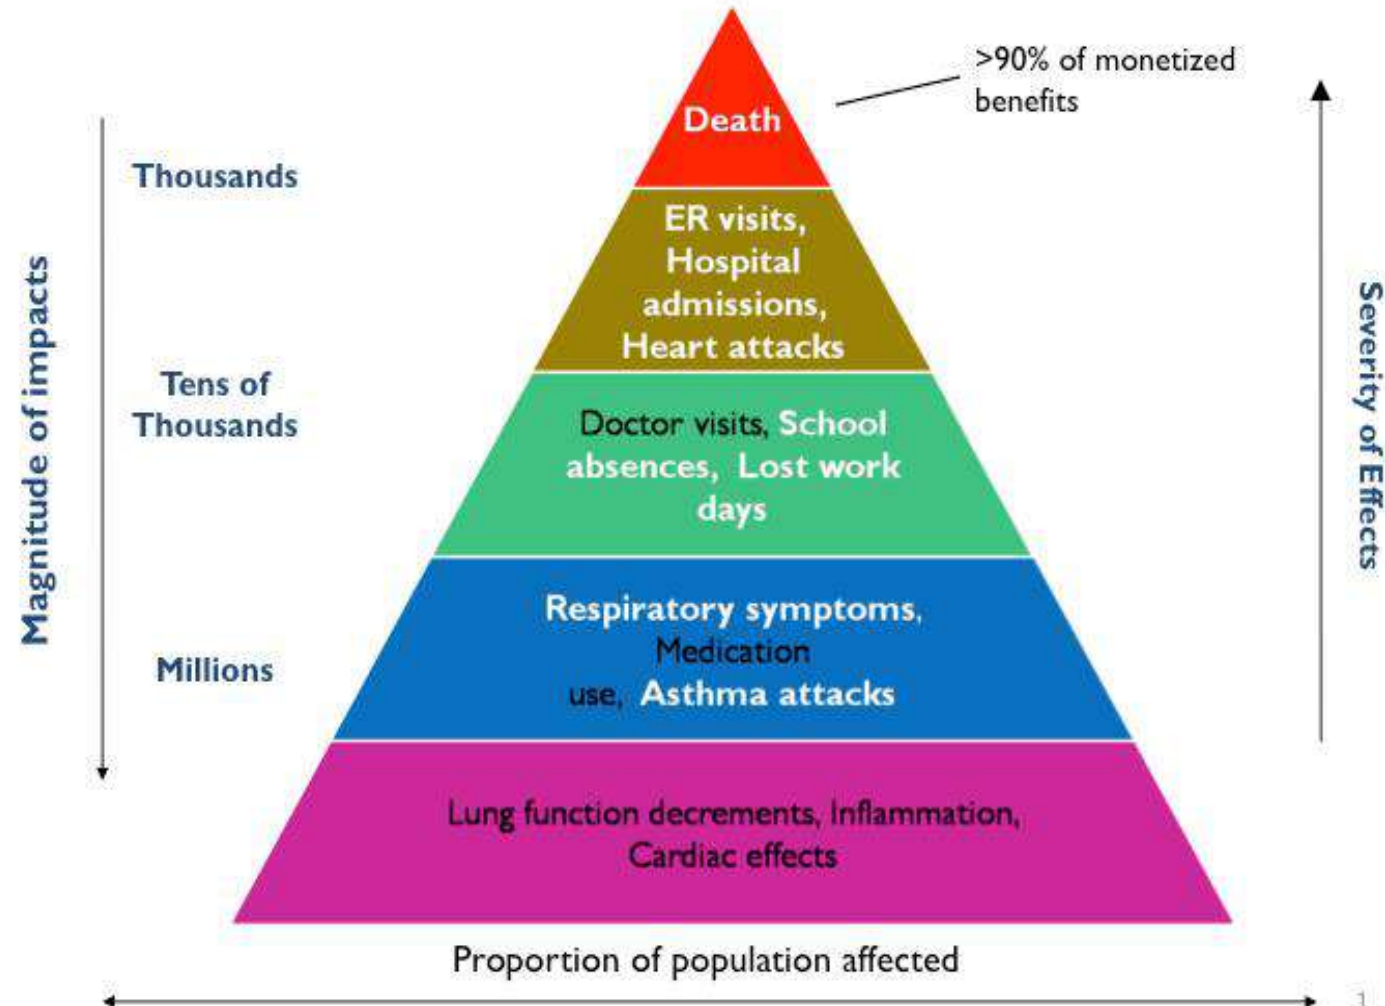 >90% of monetized
benefits
Death
Thousands
ER visits,
Hospital
admissions,
Heart attacks
Magnitude of impacts
Severity of Effects
Tens of
Thousands
Doctor visits, School
absences, Lost work
days
Respiratory symptoms,
Medication
use, Asthma attacks
Millions
Lung function decrements, Inflammation,
Cardiac effects
Proportion of population affected
1